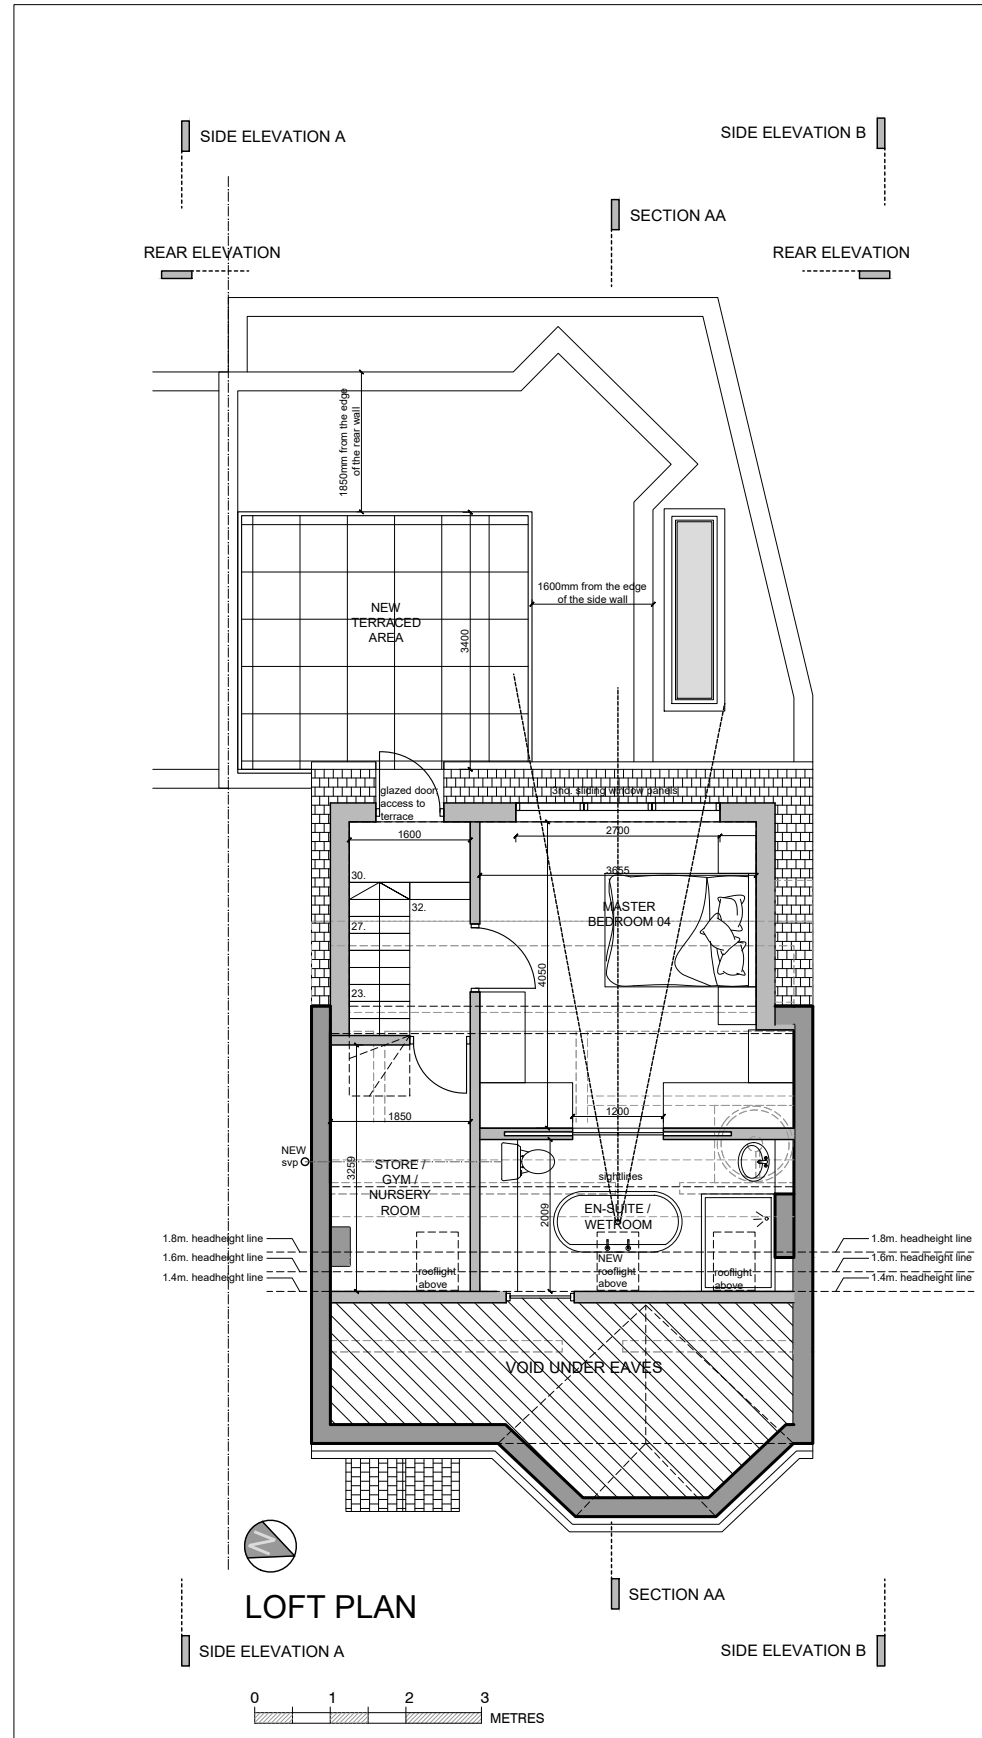 SIDE ELEVATION A
SIDE ELEVATION B
SECTION AA
REAR ELEVATION
REAR ELEVATION
1850mm from the edge
of the rear wall
1600mm from the edge
of the side wall
NEW
TERRACED
AREA
3400
glazed door
access to
terrace
3no. sliding window panels
1600
2700
3655
30.
32.
27.
23.
MASTER
BEDROOM 04
4050
1850
1200
NEW
svp
3259
STORE /
GYM /
NURSERY
ROOM
sightlines
EN-SUITE /
WETROOM
2009
1.8m. headheight line
1.6m. headheight line
1.4m. headheight line
1.8m. headheight line
1.6m. headheight line
1.4m. headheight line
rooflight
above
NEW
rooflight
above
rooflight
above
VOID UNDER EAVES
N
LOFT PLAN
SECTION AA
SIDE ELEVATION A
SIDE ELEVATION B
0 1 2 3
METRES